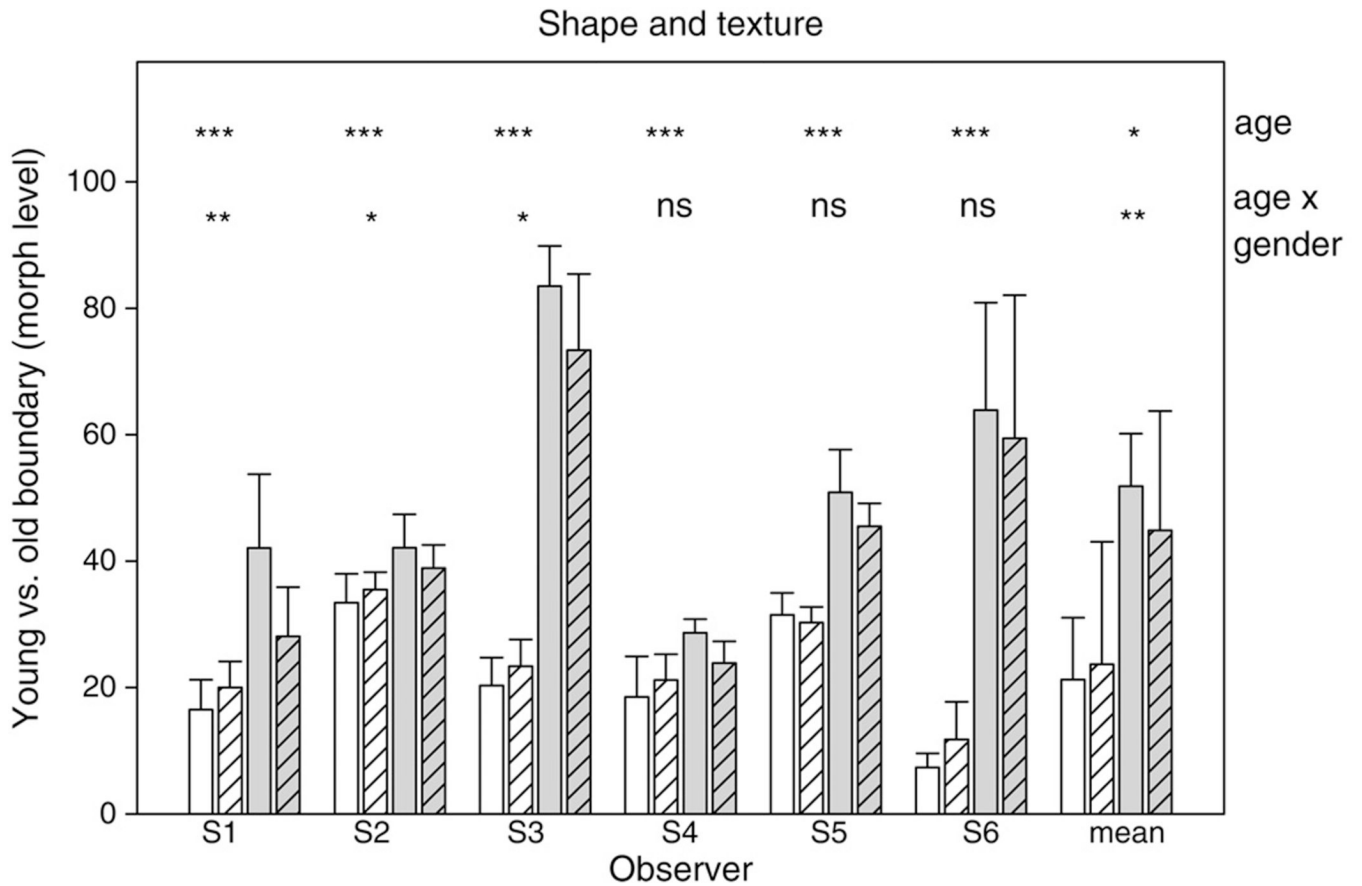 Shape and texture
*** *** *** *** *** *** * age
** * * ns ns ns ** age x
gender
Young vs. old boundary (morph level)
100
80
60
40
20
0
S1 S2 S3 S4 S5 S6 mean
Observer